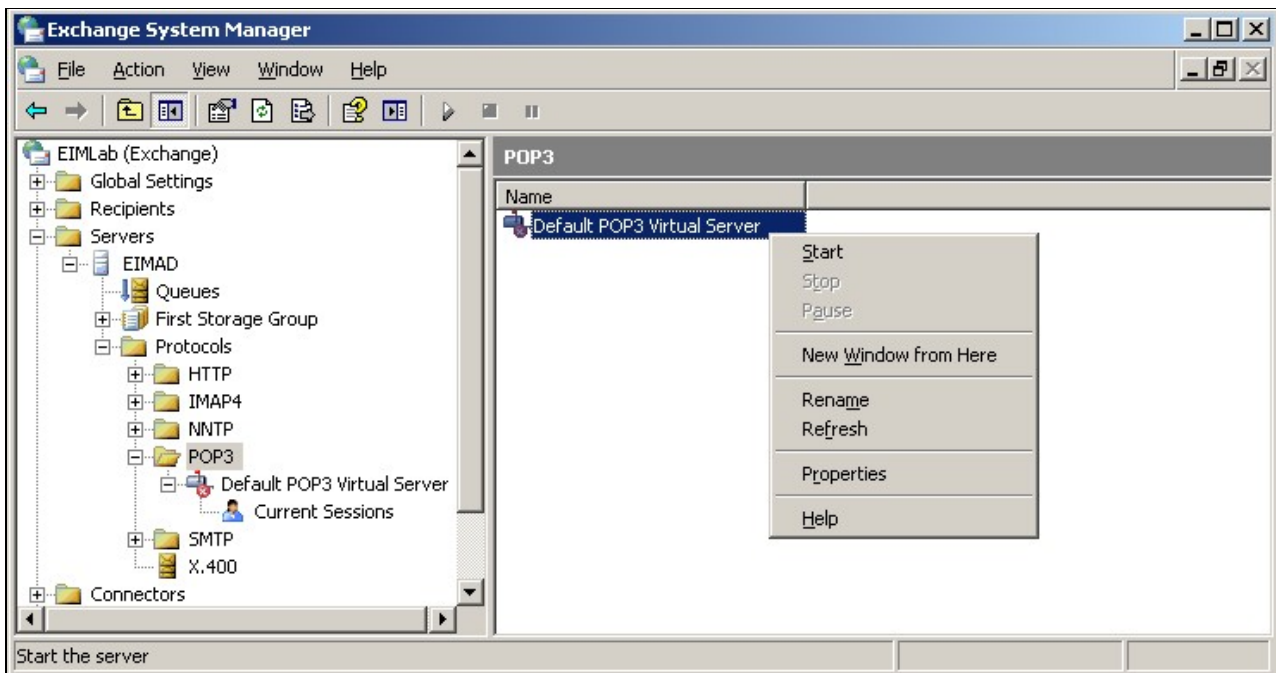 Exchange System Manager
File Action View Window Help
EIMLab (Exchange)
Global Settings
Recipients
Servers
EIMAD
Queues
First Storage Group
Protocols
HTTP
IMAP4
NNTP
POP3
Default POP3 Virtual Server
Current Sessions
SMTP
X.400
Connectors
POP3
Name
Default POP3 Virtual Server
Start
Stop
Pause
New Window from Here
Rename
Refresh
Properties
Help
Start the server